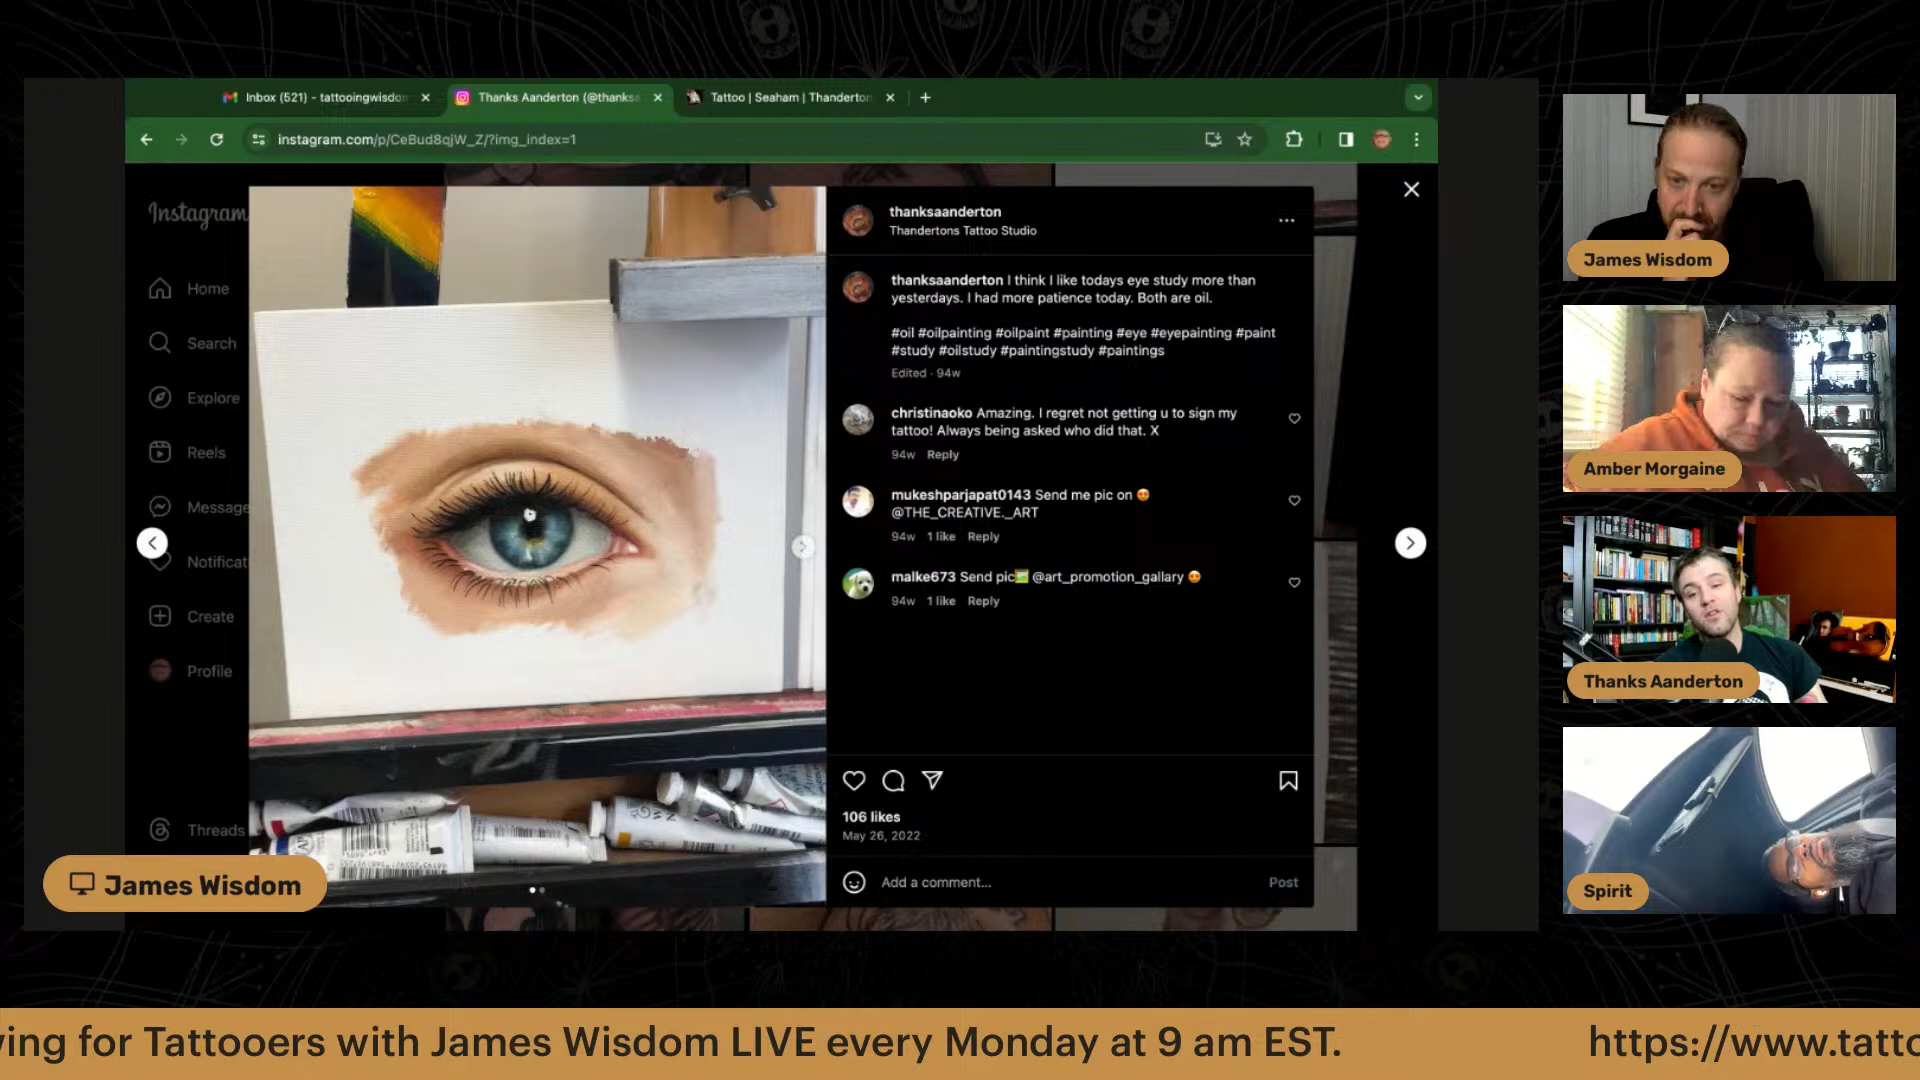 Inbox (521) - tattooingwisdo
Thanks Aanderton (@thanks
Tattoo | Seaham | Thanderton
instagram.com/p/CeBud8qjW_Z/?img_index=1
Instagram
Home
Search
Explore
Reels
Message
Notificat
Create
Profile
Threads
thanksaanderton
Thandertons Tattoo Studio
thanksaanderton I think I like todays eye study more than
yesterdays. I had more patience today. Both are oil.
#oil #oilpainting #oilpaint #painting #eye #eyepainting #paint
#study #oilstudy #paintingstudy #paintings
Edited · 94w
christinaoko Amazing. I regret not getting u to sign my
tattoo! Always being asked who did that. X
94w Reply
mukeshparjapat0143 Send me pic on 😍
@THE_CREATIVE._ART
94w 1 like Reply
malke673 Send pic🖼️ @art_promotion_gallary 😍
94w 1 like Reply
106 likes
May 26, 2022
Add a comment...
Post
James Wisdom
James Wisdom
Amber Morgaine
Thanks Aanderton
Spirit
ving for Tattooers with James Wisdom LIVE every Monday at 9 am EST.
https://www.tatto